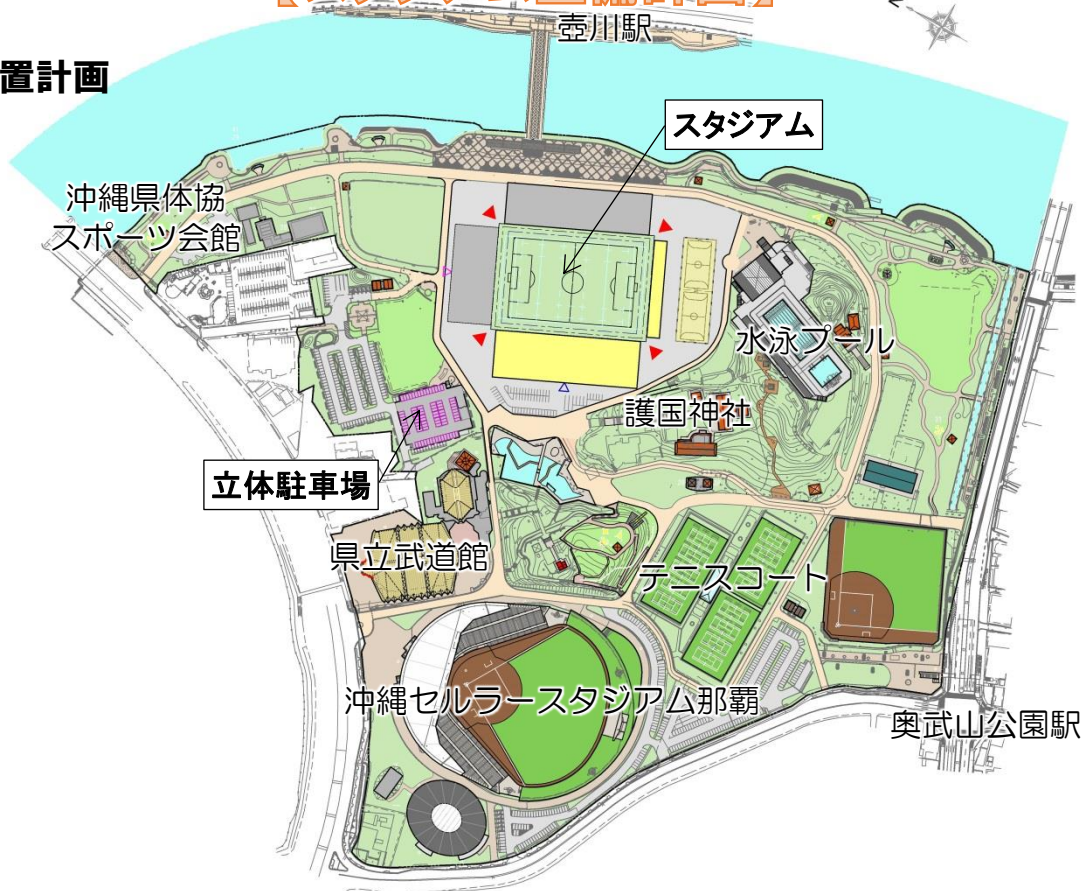 壺川駅
置計画
スタジアム
沖縄県体協
スポーツ会館
水泳プール
護国神社
立体駐車場
県立武道館
テニスコート
沖縄セルラースタジアム那覇
奥武山公園駅